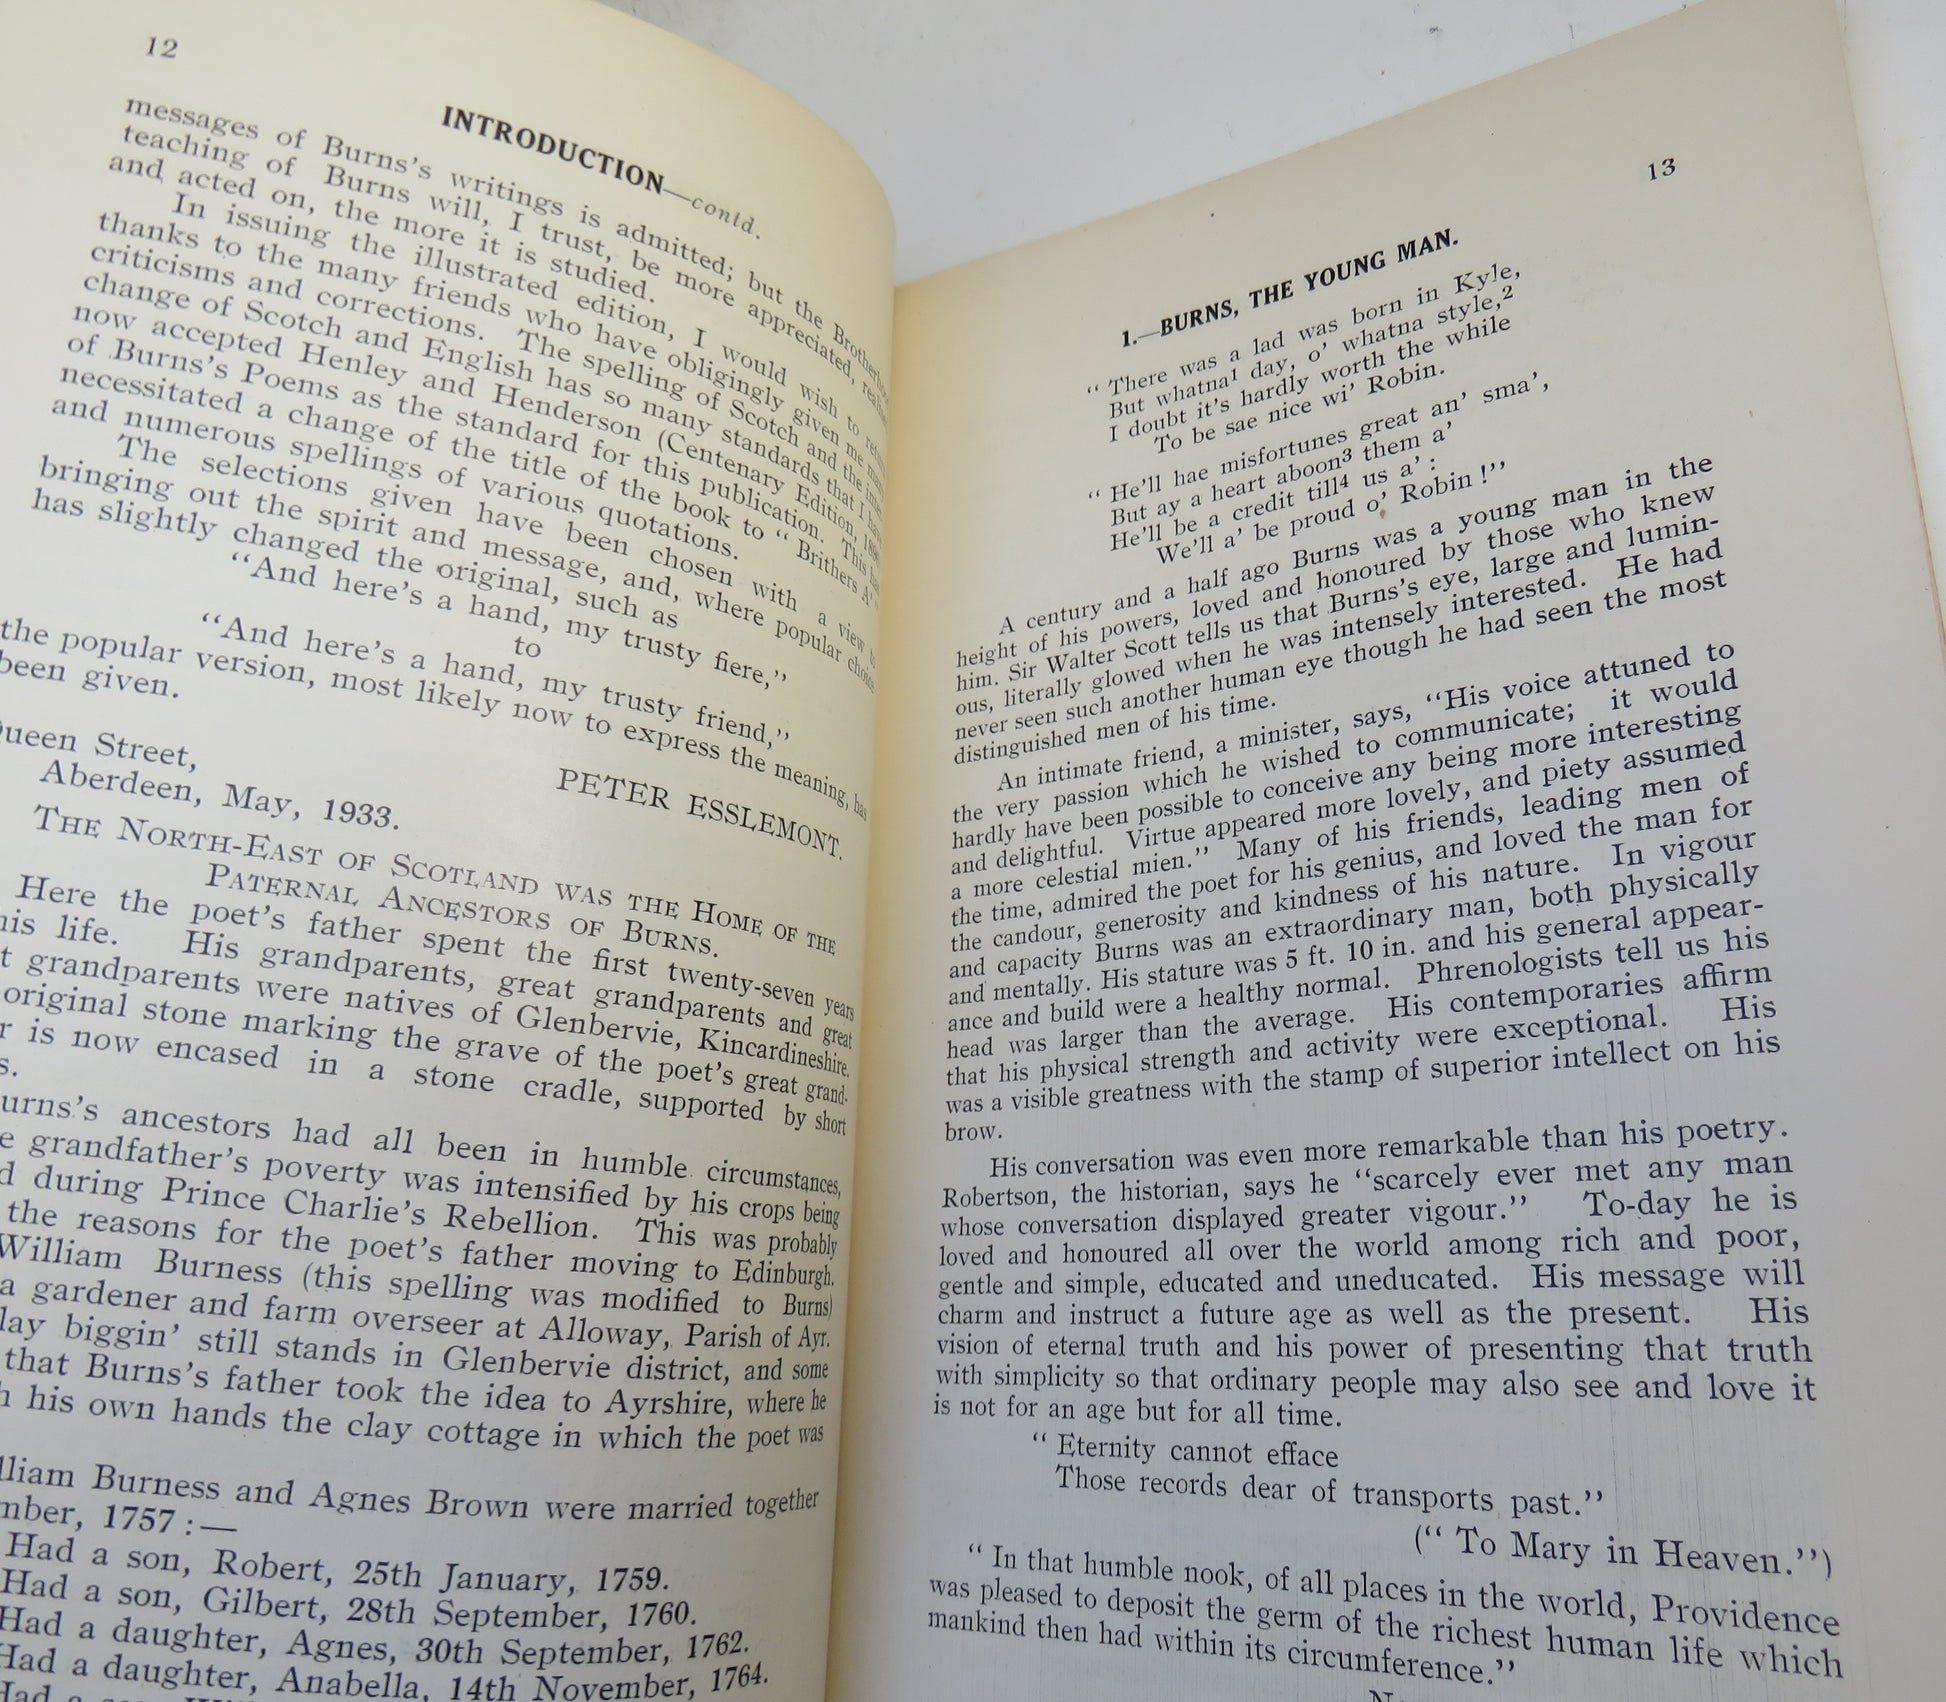 12
INTRODUCTION—contd.
messages of Burns's writings is admitted; but the
teaching of Burns will, I trust, be more appreciated,
and acted on, the more it is studied.
In issuing the illustrated edition, I would wish to
thanks to the many friends who have obligingly given me many
criticisms and corrections. The spelling of Scotch and the
change of Scotch and English has so many standards that I have
now accepted Henley and Henderson (Centenary Edition,
of Burns's Poems as the standard for this publication. This has
necessitated a change of the title of the book to "Brithers A'"
and numerous spellings of various quotations.
The selections given have been chosen with a view to
bringing out the spirit and message, and, where popular choice
has slightly changed the original, such as
"And here's a hand, my trusty fiere,"
to
"And here's a hand, my trusty friend,"
the popular version, most likely now to express the meaning, has
been given.
Queen Street,
Aberdeen, May, 1933.
PETER ESSLEMONT.
THE NORTH-EAST OF SCOTLAND WAS THE HOME OF THE
PATERNAL ANCESTORS OF BURNS.
Here the poet's father spent the first twenty-seven years
his life. His grandparents, great grandparents and great
t grandparents were natives of Glenbervie, Kincardineshire.
original stone marking the grave of the poet's great grand-
r is now encased in a stone cradle, supported by short
s.
urns's ancestors had all been in humble circumstances,
e grandfather's poverty was intensified by his crops being
d during Prince Charlie's Rebellion. This was probably
the reasons for the poet's father moving to Edinburgh.
William Burness (this spelling was modified to Burns)
a gardener and farm overseer at Alloway, Parish of Ayr.
lay biggin' still stands in Glenbervie district, and some
that Burns's father took the idea to Ayrshire, where he
h his own hands the clay cottage in which the poet was
lliam Burness and Agnes Brown were married together
mber, 1757 :—
Had a son, Robert, 25th January, 1759.
Had a son, Gilbert, 28th September, 1760.
Had a daughter, Agnes, 30th September, 1762.
Had a daughter, Anabella, 14th November, 1764.
13
1.—BURNS, THE YOUNG MAN.
" There was a lad was born in Kyle,
But whatna¹ day, o' whatna style,²
I doubt it's hardly worth the while
To be sae nice wi' Robin.
" He'll hae misfortunes great an' sma',
But ay a heart aboon³ them a'
He'll be a credit till⁴ us a' :
We'll a' be proud o' Robin !"
A century and a half ago Burns was a young man in the
height of his powers, loved and honoured by those who knew
him. Sir Walter Scott tells us that Burns's eye, large and lumin-
ous, literally glowed when he was intensely interested. He had
never seen such another human eye though he had seen the most
distinguished men of his time.
An intimate friend, a minister, says, "His voice attuned to
the very passion which he wished to communicate; it would
hardly have been possible to conceive any being more interesting
and delightful. Virtue appeared more lovely, and piety assumed
a more celestial mien." Many of his friends, leading men of
the time, admired the poet for his genius, and loved the man for
the candour, generosity and kindness of his nature. In vigour
and capacity Burns was an extraordinary man, both physically
and mentally. His stature was 5 ft. 10 in. and his general appear-
ance and build were a healthy normal. Phrenologists tell us his
head was larger than the average. His contemporaries affirm
that his physical strength and activity were exceptional. His
was a visible greatness with the stamp of superior intellect on his
brow.
His conversation was even more remarkable than his poetry.
Robertson, the historian, says he "scarcely ever met any man
whose conversation displayed greater vigour." To-day he is
loved and honoured all over the world among rich and poor,
gentle and simple, educated and uneducated. His message will
charm and instruct a future age as well as the present. His
vision of eternal truth and his power of presenting that truth
with simplicity so that ordinary people may also see and love it
is not for an age but for all time.
" Eternity cannot efface
Those records dear of transports past."
(" To Mary in Heaven.")
" In that humble nook, of all places in the world, Providence
was pleased to deposit the germ of the richest human life which
mankind then had within its circumference."